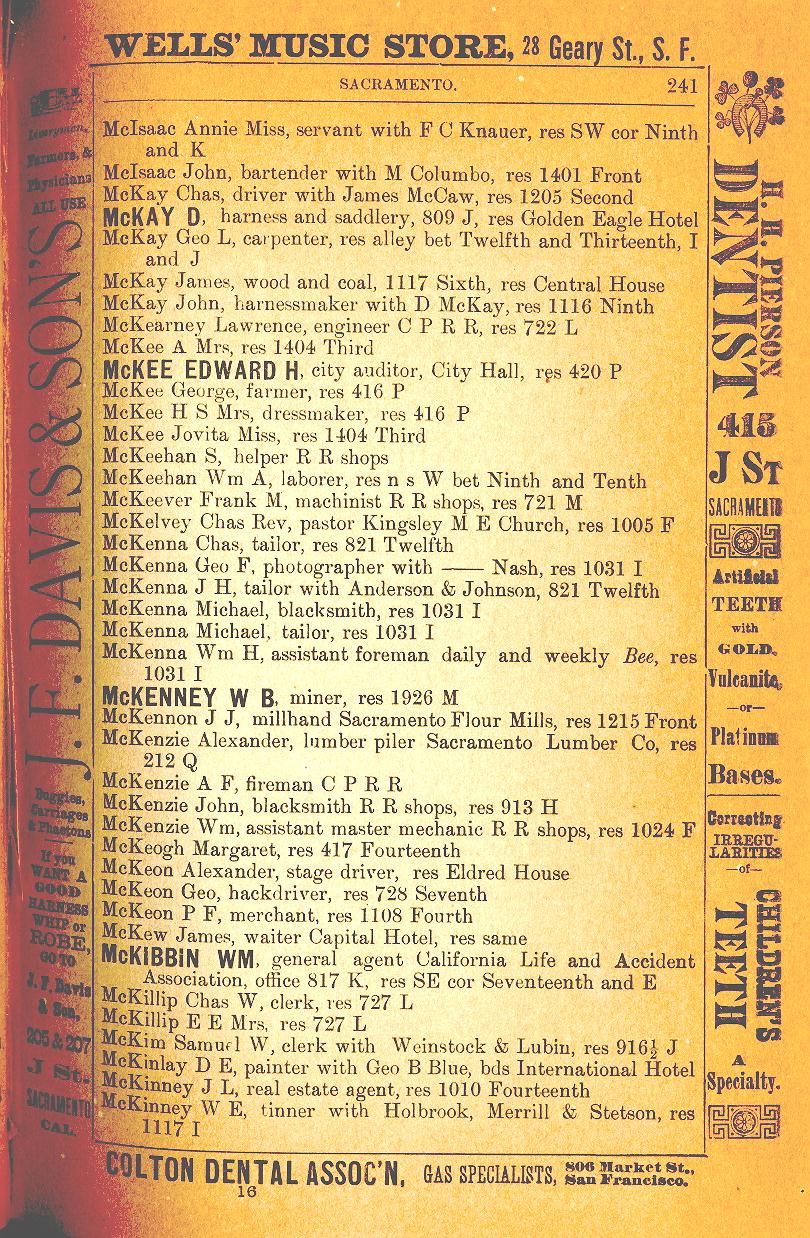 WELLS' MUSIC STORE, 28 Geary St., S. F.
SACRAMENTO. 241
McIsaac Annie Miss, servant with F C Knauer, res SW cor Ninth
and K
McIsaac John, bartender with M Columbo, res 1401 Front
McKay Chas, driver with James McCaw, res 1205 Second
McKAY D, harness and saddlery, 809 J, res Golden Eagle Hotel
McKay Geo L, carpenter, res alley bet Twelfth and Thirteenth, I
and J
McKay James, wood and coal, 1117 Sixth, res Central House
McKay John, harnessmaker with D McKay, res 1116 Ninth
McKearney Lawrence, engineer C P R R, res 722 L
McKee A Mrs, res 1404 Third
McKEE EDWARD H, city auditor, City Hall, res 420 P
McKee George, farmer, res 416 P
McKee H S Mrs, dressmaker, res 416 P
McKee Jovita Miss, res 1404 Third
McKeehan S, helper R R shops
McKeehan Wm A, laborer, res n s W bet Ninth and Tenth
McKeever Frank M, machinist R R shops, res 721 M
McKelvey Chas Rev, pastor Kingsley M E Church, res 1005 F
McKenna Chas, tailor, res 821 Twelfth
McKenna Geo F, photographer with —— Nash, res 1031 I
McKenna J H, tailor with Anderson & Johnson, 821 Twelfth
McKenna Michael, blacksmith, res 1031 I
McKenna Michael, tailor, res 1031 I
McKenna Wm H, assistant foreman daily and weekly Bee, res
1031 I
McKENNEY W B, miner, res 1926 M
McKennon J J, millhand Sacramento Flour Mills, res 1215 Front
McKenzie Alexander, lumber piler Sacramento Lumber Co, res
212 Q
McKenzie A F, fireman C P R R
McKenzie John, blacksmith R R shops, res 913 H
McKenzie Wm, assistant master mechanic R R shops, res 1024 F
McKeogh Margaret, res 417 Fourteenth
McKeon Alexander, stage driver, res Eldred House
McKeon Geo, hackdriver, res 728 Seventh
McKeon P F, merchant, res 1108 Fourth
McKew James, waiter Capital Hotel, res same
McKIBBIN WM, general agent California Life and Accident
Association, office 817 K, res SE cor Seventeenth and E
McKillip Chas W, clerk, res 727 L
McKillip E E Mrs, res 727 L
McKim Samuel W, clerk with Weinstock & Lubin, res 916½ J
McKinlay D E, painter with Geo B Blue, bds International Hotel
McKinney J L, real estate agent, res 1010 Fourteenth
McKinney W E, tinner with Holbrook, Merrill & Stetson, res
1117 I
COLTON DENTAL ASSOC'N, GAS SPECIALISTS, 806 Market St., San Francisco.
16
Liverymen,
Farmers, &
Physicians
ALL USE
J. F. DAVIS & SON'S
Buggies,
Carriages
& Phaetons
If you
WANT A
GOOD
HARNESS
WHIP or
ROBE,
GO TO
J. F. Davis
& Son,
205 & 207
J St.
SACRAMENTO
CAL.
H. H. PIERSON
DENTIST
415
J ST
SACRAMENTO
Artificial
TEETH
with
GOLD,
Vulcanite,
—or—
Platinum
Bases.
Correcting
IRREGU-
LARITIES
—of—
CHILDREN'S
TEETH
A
Specialty.